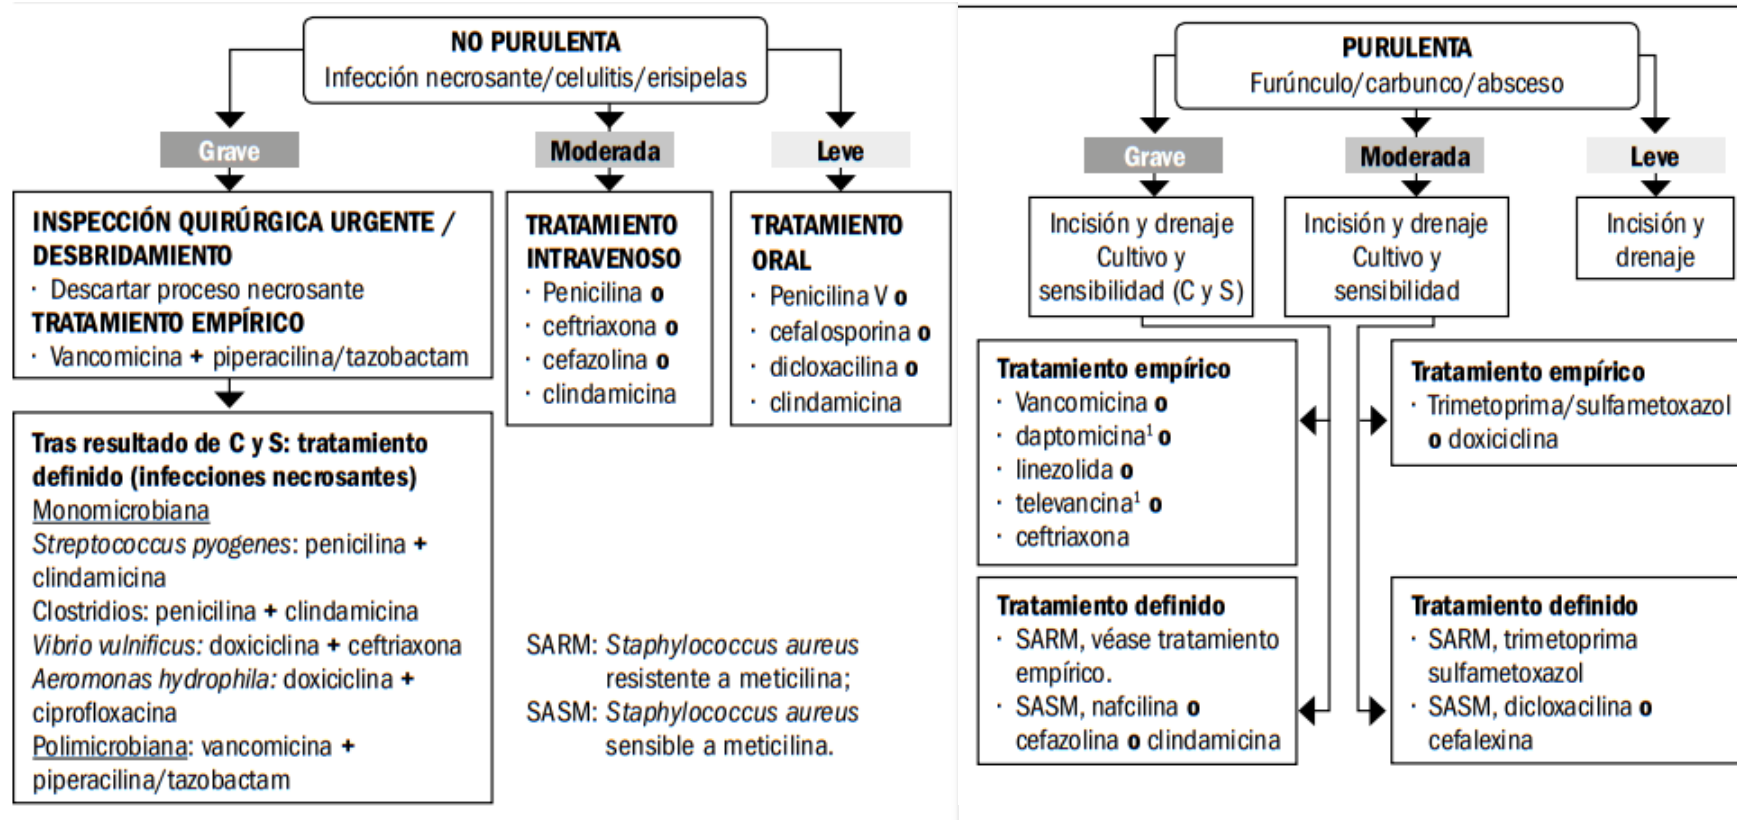 NO PURULENTA
Infección necrosante/celulitis/erisipelas
Grave
Moderada
Leve
INSPECCIÓN QUIRÚRGICA URGENTE /
DESBRIDAMIENTO
· Descartar proceso necrosante
TRATAMIENTO EMPÍRICO
· Vancomicina + piperacilina/tazobactam
Tras resultado de C y S: tratamiento
definido (infecciones necrosantes)
Monomicrobiana
Streptococcus pyogenes: penicilina +
clindamicina
Clostridios: penicilina + clindamicina
Vibrio vulnificus: doxiciclina + ceftriaxona
Aeromonas hydrophila: doxiciclina +
ciprofloxacina
Polimicrobiana: vancomicina +
piperacilina/tazobactam
TRATAMIENTO
INTRAVENOSO
· Penicilina o
· ceftriaxona o
· cefazolina o
· clindamicina
TRATAMIENTO
ORAL
· Penicilina V o
· cefalosporina o
· dicloxacilina o
· clindamicina
SARM: Staphylococcus aureus
resistente a meticilina;
SASM: Staphylococcus aureus
sensible a meticilina.
PURULENTA
Furúnculo/carbunco/absceso
Grave
Moderada
Leve
Incisión y drenaje
Cultivo y
sensibilidad (C y S)
Incisión y drenaje
Cultivo y
sensibilidad
Incisión y
drenaje
Tratamiento empírico
· Vancomicina o
· daptomicina¹ o
· linezolida o
· televancina¹ o
· ceftriaxona
Tratamiento empírico
· Trimetoprima/sulfametoxazol
o doxiciclina
Tratamiento definido
· SARM, véase tratamiento
empírico.
· SASM, nafcilina o
cefazolina o clindamicina
Tratamiento definido
· SARM, trimetoprima
sulfametoxazol
· SASM, dicloxacilina o
cefalexina